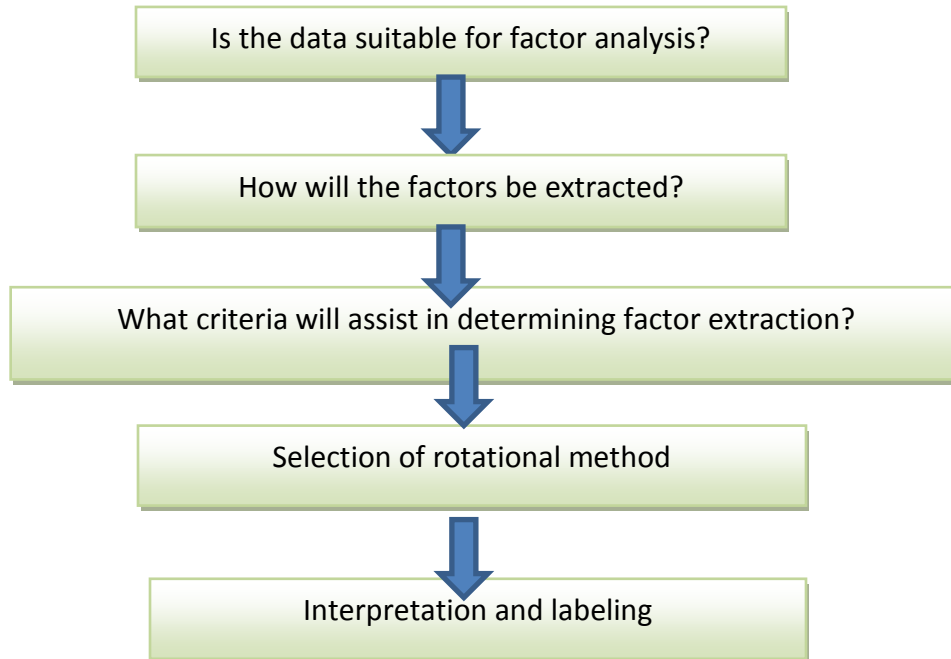 Is the data suitable for factor analysis?
How will the factors be extracted?
What criteria will assist in determining factor extraction?
Selection of rotational method
Interpretation and labeling